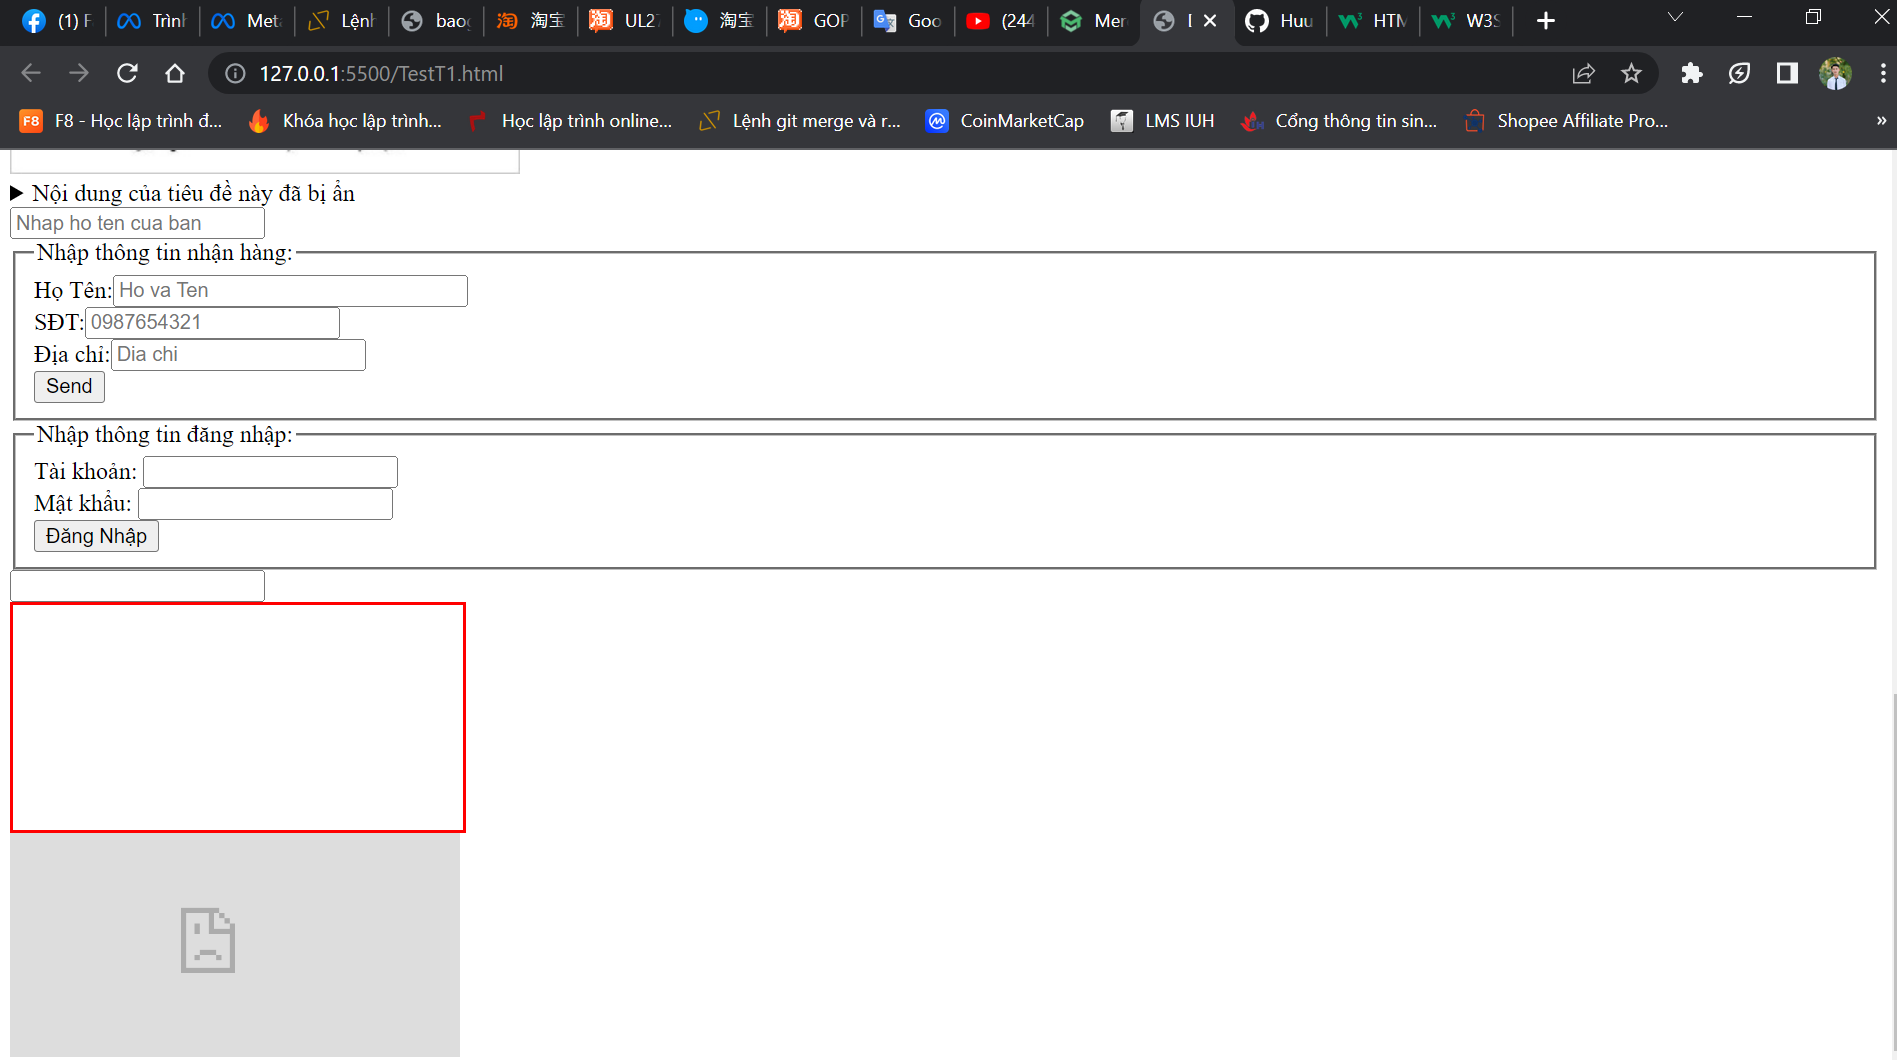 (1) F
Trình
Meta
Lệnh
baog
淘宝
UL27
淘宝
GOP
Goo
(244
Mer
Huu
HTM
W3S
127.0.0.1:5500/TestT1.html
F8 F8 - Học lập trình đ...
Khóa học lập trình...
Học lập trình online...
Lệnh git merge và r...
CoinMarketCap
LMS IUH
Cổng thông tin sin...
Shopee Affiliate Pro...
»
Nội dung của tiêu đề này đã bị ẩn
Nhap ho ten cua ban
Nhập thông tin nhận hàng:
Họ Tên: Ho va Ten
SĐT: 0987654321
Địa chỉ: Dia chi
Send
Nhập thông tin đăng nhập:
Tài khoản:
Mật khẩu:
Đăng Nhập